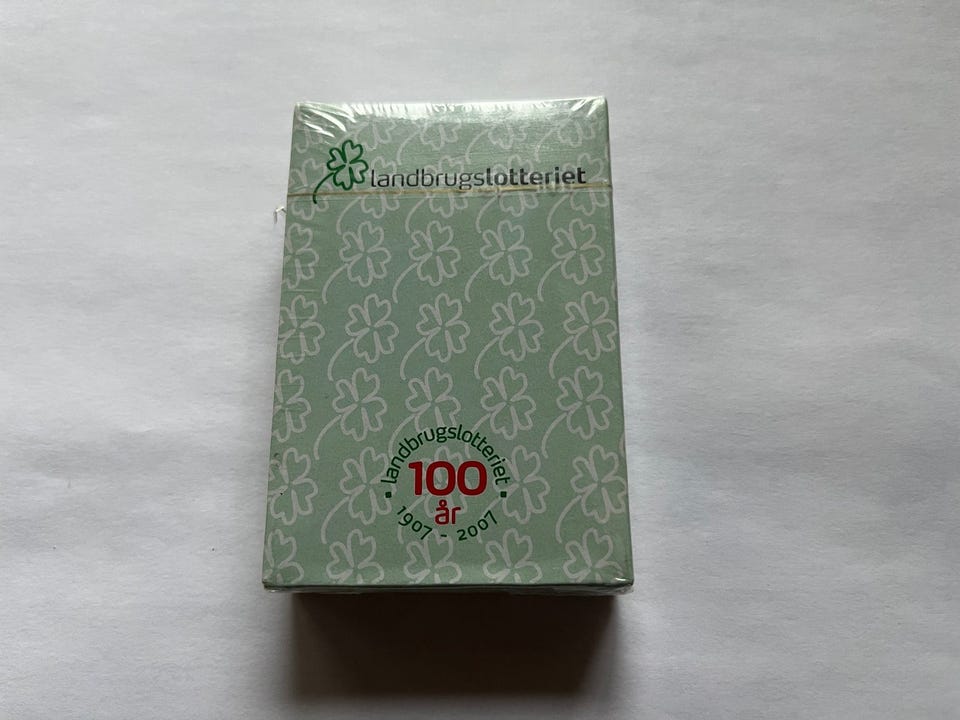 landbrugslotteriet
landbrugslotteriet
100
år
1907 - 2007